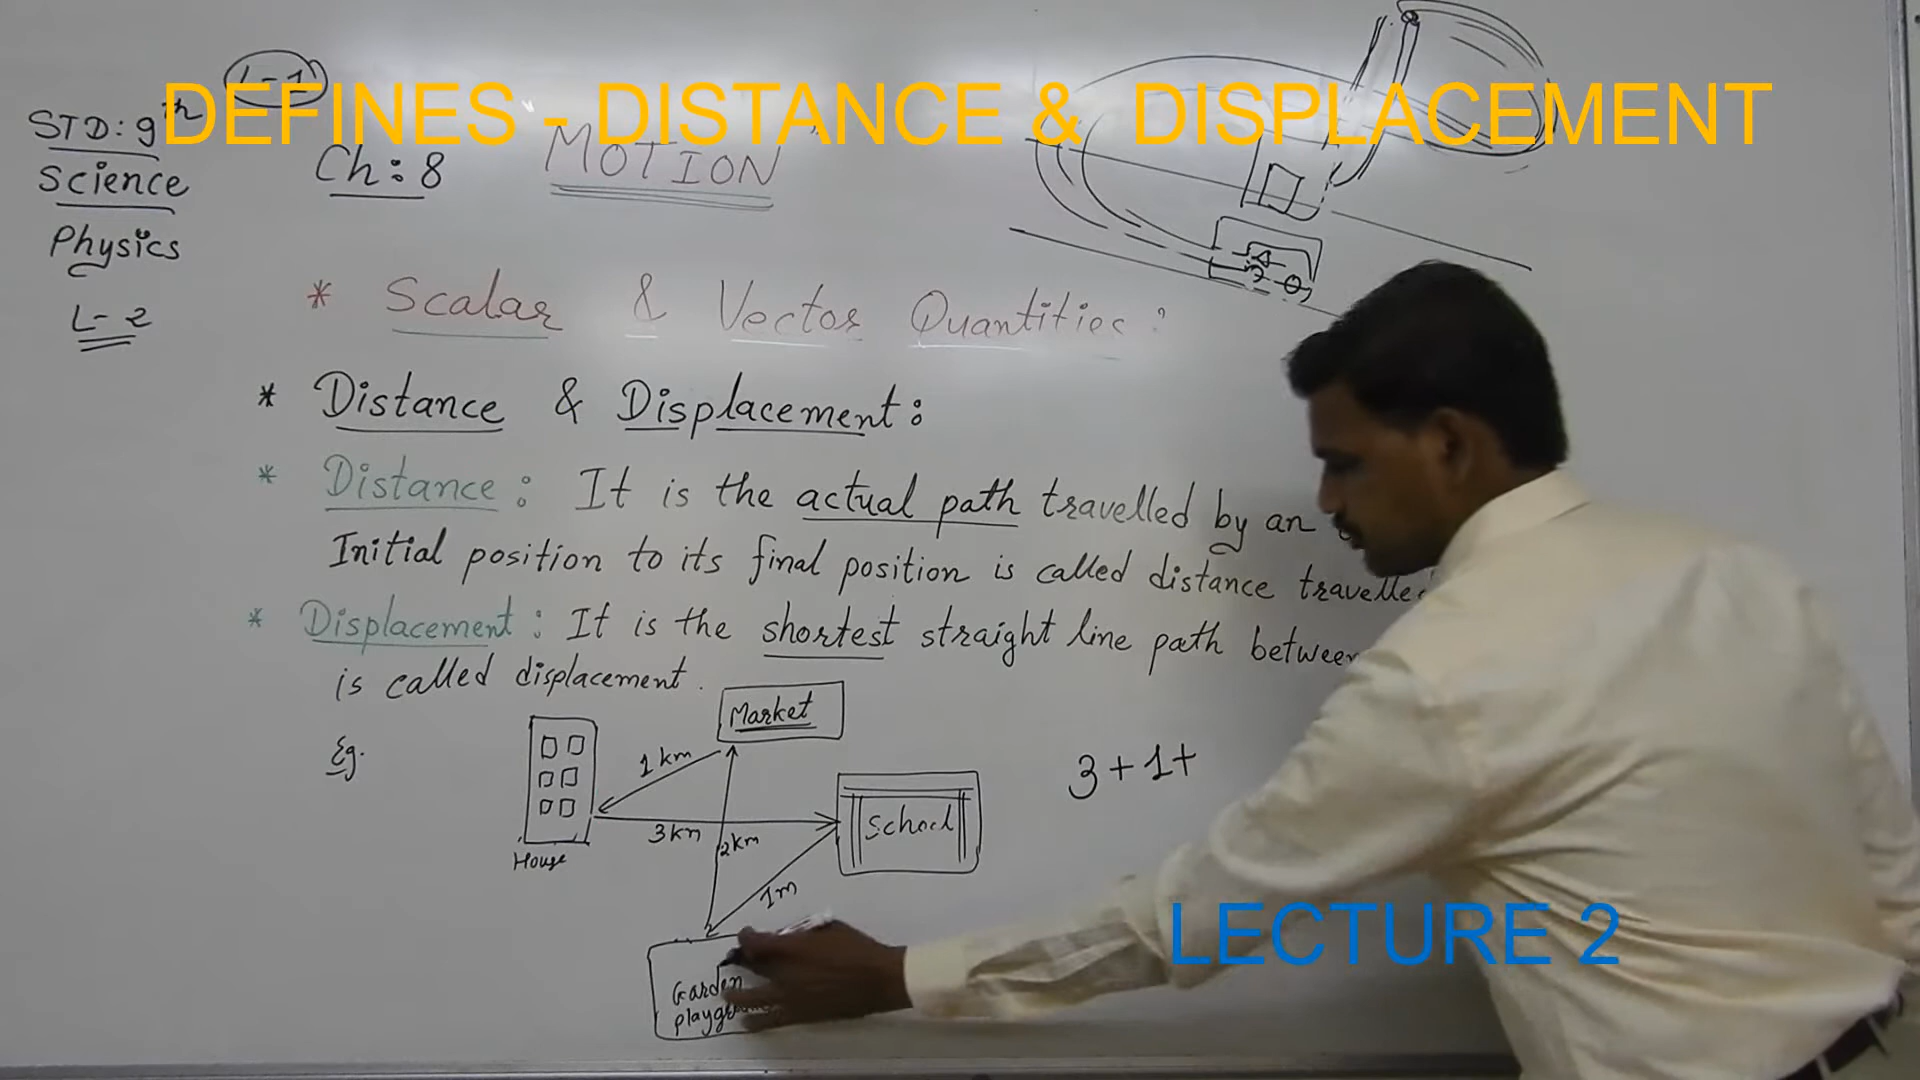 L-1
DEFINES - DISTANCE & DISPLACEMENT
STD: 9th
Science
Physics
L-2
Ch: 8 MOTION
* Scalar & Vector Quantities:
* Distance & Displacement:
* Distance: It is the actual path travelled by an
Initial position to its final position is called distance travelled
* Displacement: It is the shortest straight line path between
is called displacement.
Eg.
Market
1 km
3+1+
School
3km
2km
House
1m
LECTURE 2
Garden